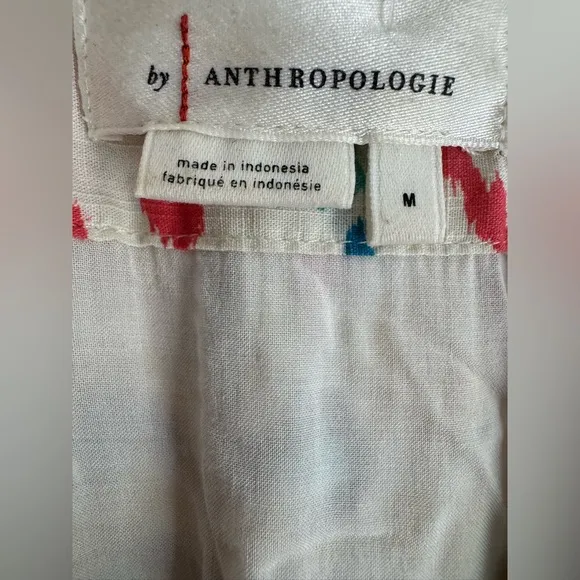 by ANTHROPOLOGIE
made in indonesia
fabriqué en indonésie
M